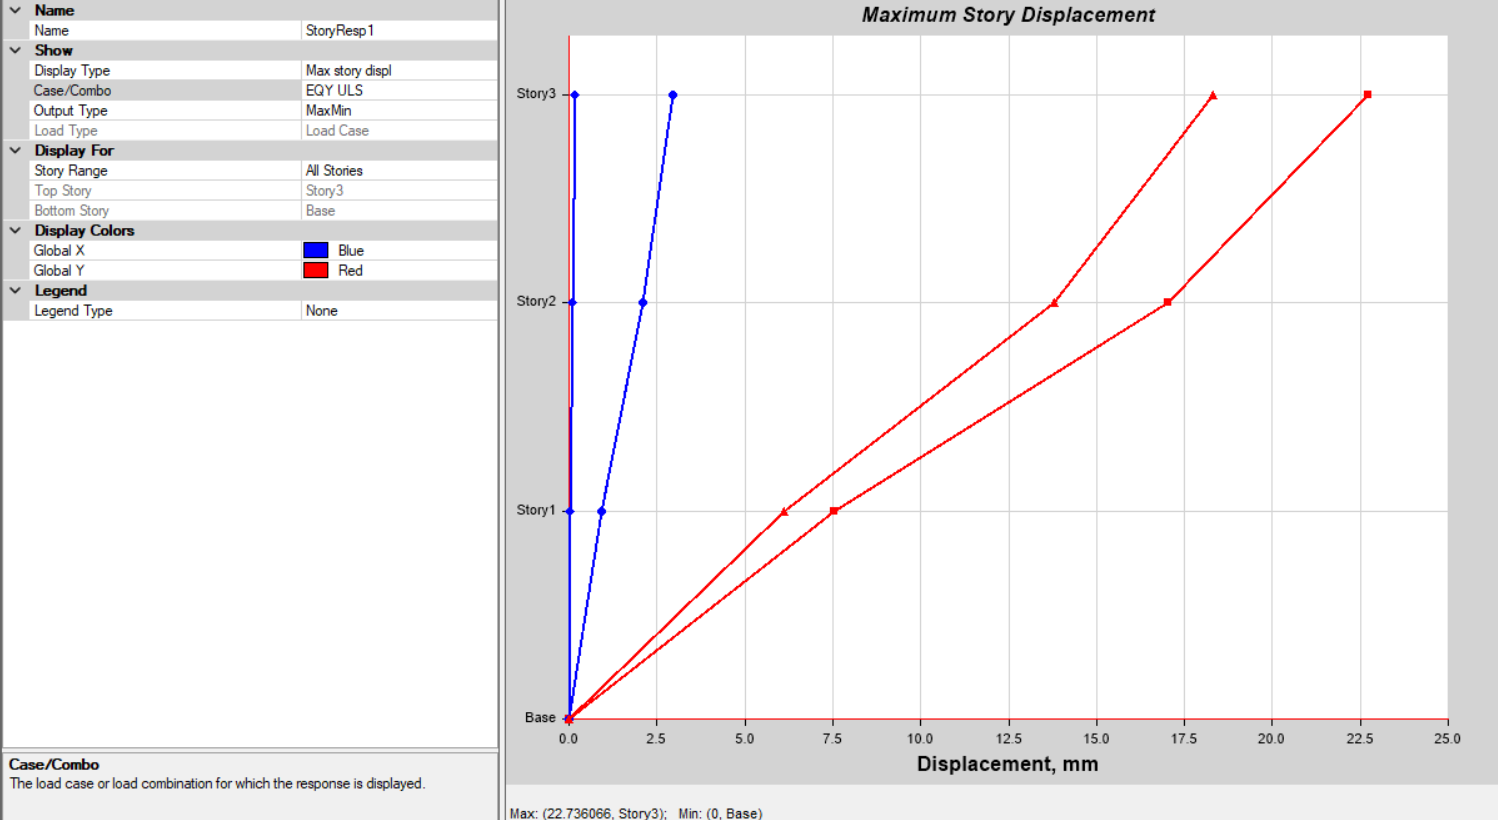 Name
Name StoryResp1
Show
Display Type Max story displ
Case/Combo EQY ULS
Output Type MaxMin
Load Type Load Case
Display For
Story Range All Stories
Top Story Story3
Bottom Story Base
Display Colors
Global X Blue
Global Y Red
Legend
Legend Type None
Case/Combo
The load case or load combination for which the response is displayed.
Maximum Story Displacement
Story3
Story2
Story1
Base
0.0 2.5 5.0 7.5 10.0 12.5 15.0 17.5 20.0 22.5 25.0
Displacement, mm
Max: (22.736066, Story3); Min: (0, Base)